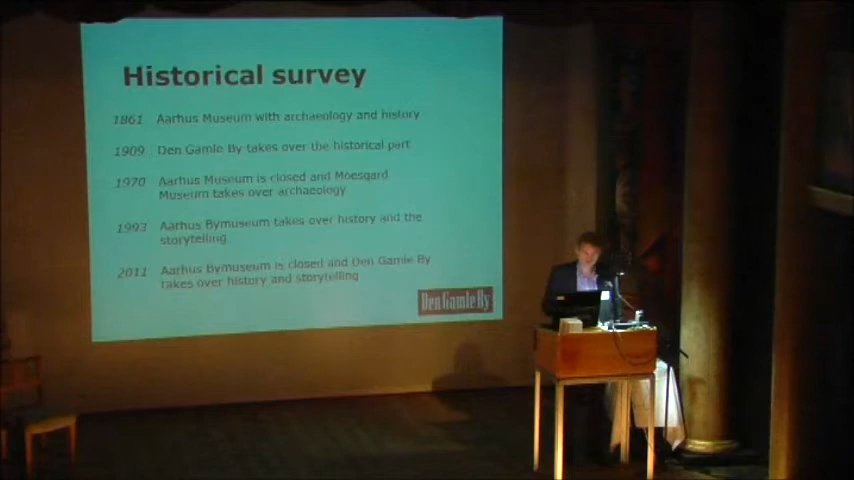 Historical survey
1861 Aarhus Museum with archaeology and history
1909 Den Gamle By takes over the historical part
1970 Aarhus Museum is closed and Moesgard
Museum takes over archaeology
1993 Aarhus Bymuseum takes over history and the
storytelling
2011 Aarhus Bymuseum is closed and Den Gamle By
takes over history and storytelling
Den Gamle By